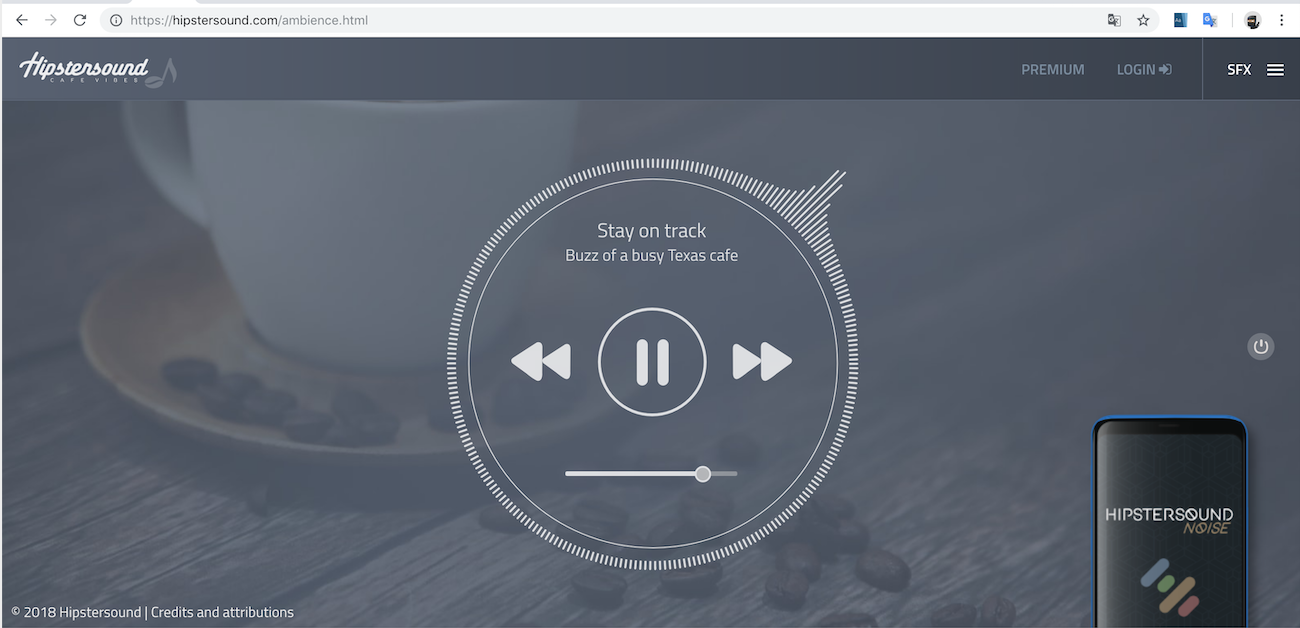 https://hipstersound.com/ambience.html
Hipstersound
CAFE VIBES
PREMIUM
LOGIN
SFX
Stay on track
Buzz of a busy Texas cafe
HIPSTERSOUND
NOISE
© 2018 Hipstersound | Credits and attributions